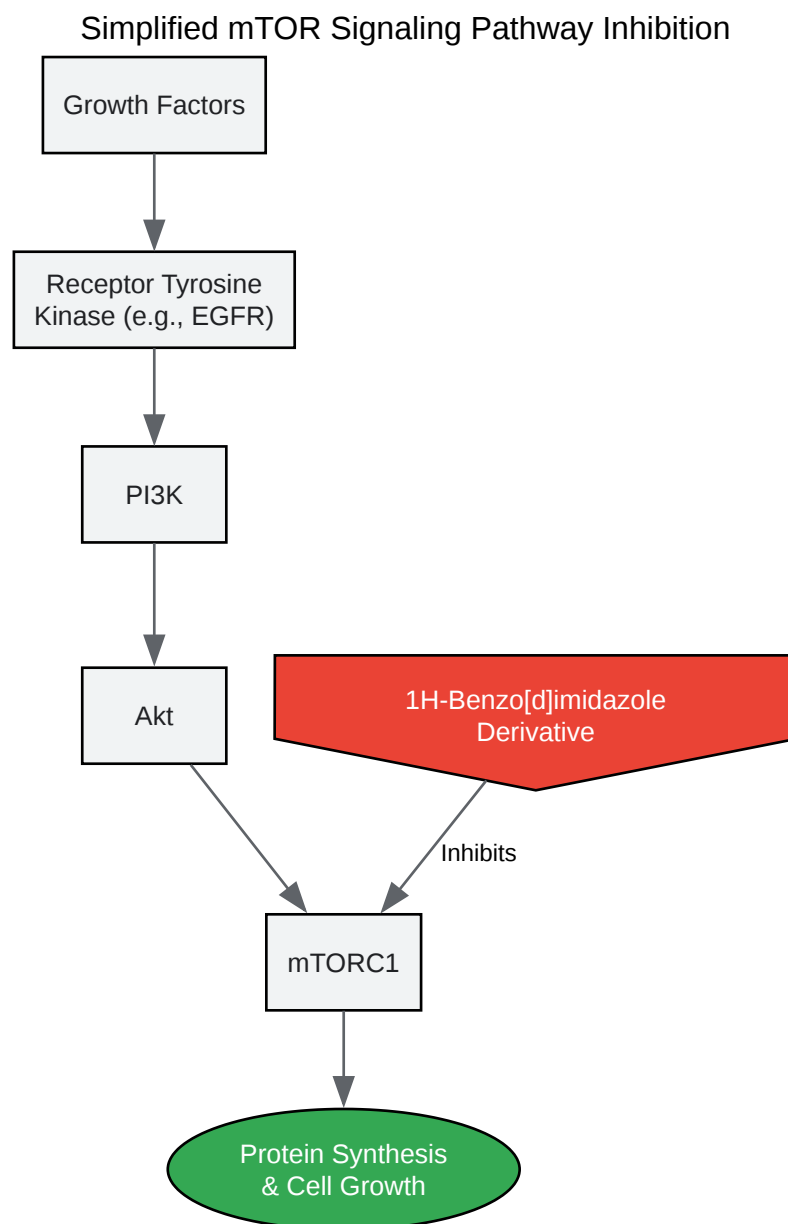 Simplified mTOR Signaling Pathway Inhibition
Growth Factors
Receptor Tyrosine
Kinase (e.g., EGFR)
PI3K
Akt
1H-Benzo[d]imidazole
Derivative
Inhibits
mTORC1
Protein Synthesis
& Cell Growth